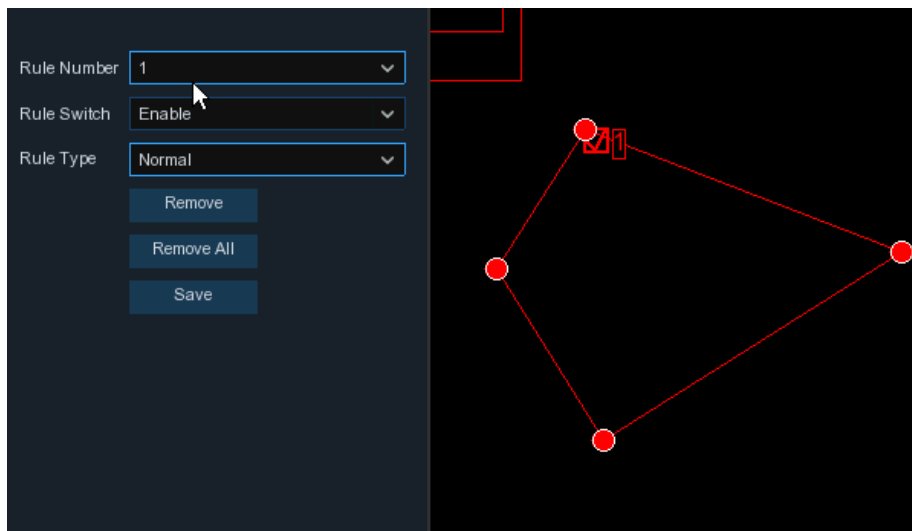 Rule Number 1
Rule Switch Enable
Rule Type Normal
Remove
Remove All
Save
1